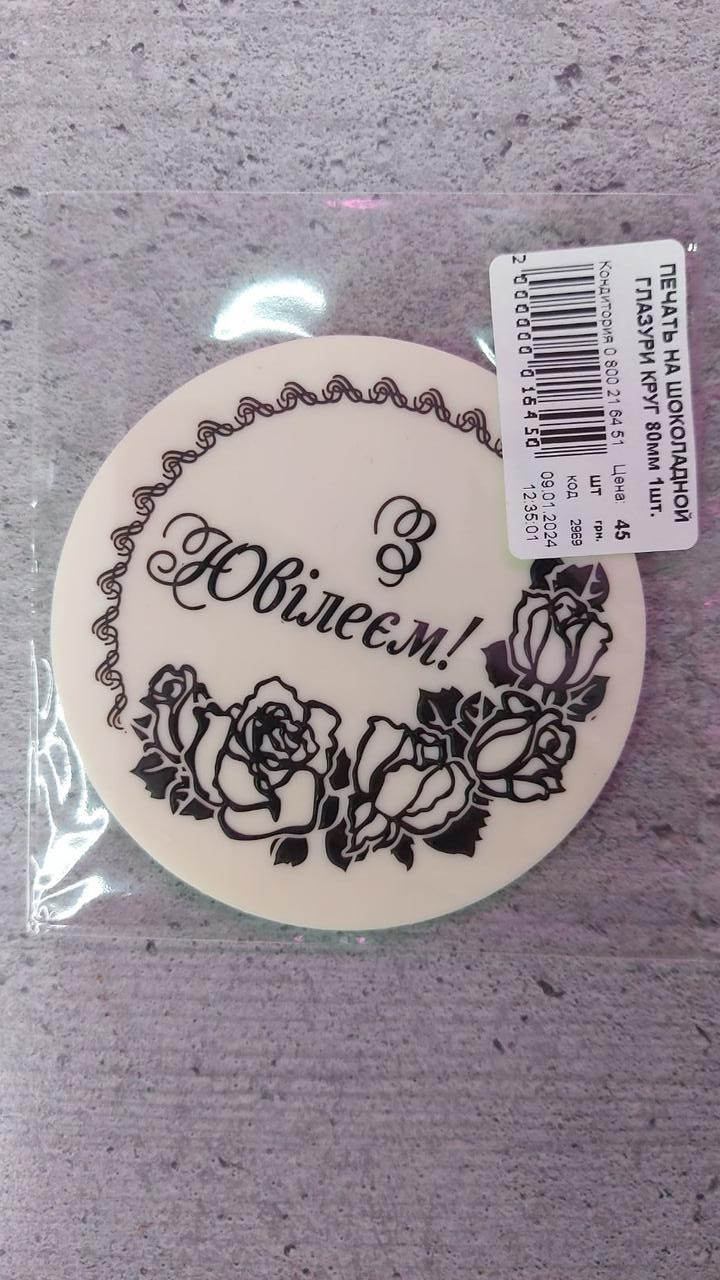 З
Ювілеєм!
ПЕЧАТЬ НА ШОКОЛАДНОЙ
ГЛАЗУРИ КРУГ 80мм 1шт.
Кондитория 0 800 21 64 51
Цена: 45
шт грн.
код 2969
2 000000 016450
09.01.2024
12:35:01